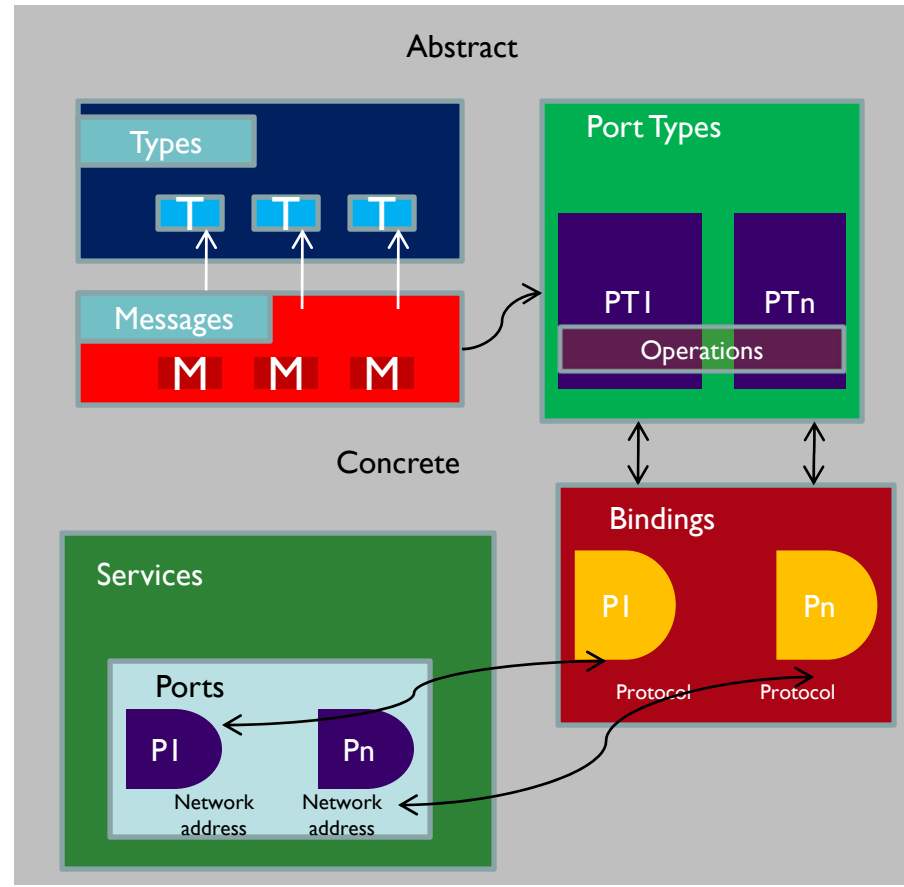 Abstract
Types
T T T
Messages
M M M
Port Types
PT1 PTn
Operations
Concrete
Bindings
P1 Pn
Protocol Protocol
Services
Ports
P1 Pn
Network Network
address address